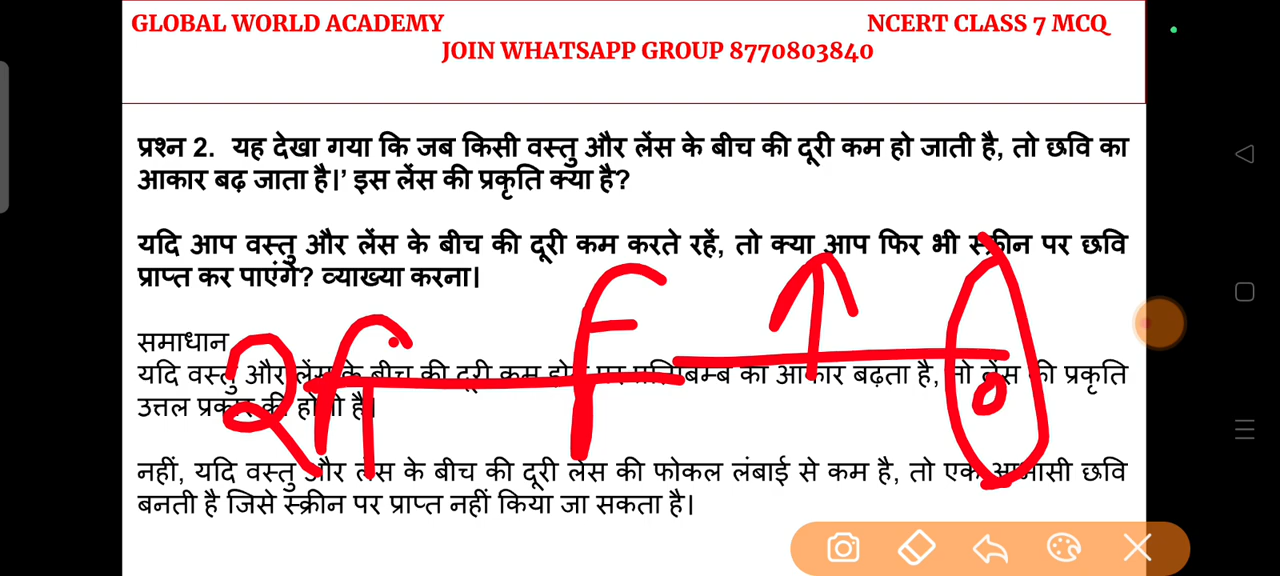 GLOBAL WORLD ACADEMY NCERT CLASS 7 MCQ
JOIN WHATSAPP GROUP 8770803840
प्रश्न 2. यह देखा गया कि जब किसी वस्तु और लेंस के बीच की दूरी कम हो जाती है, तो छवि का
आकार बढ़ जाता है।’ इस लेंस की प्रकृति क्या है?
यदि आप वस्तु और लेंस के बीच की दूरी कम करते रहें, तो क्या आप फिर भी स्क्रीन पर छवि
प्राप्त कर पाएंगे? व्याख्या करना।
समाधान
यदि वस्तु और लेंस के बीच की दूरी कम होने पर प्रतिबिम्ब का आकार बढ़ता है, तो लेंस की प्रकृति
उत्तल प्रकार की होती है।
नहीं, यदि वस्तु और लेंस के बीच की दूरी लेंस की फोकल लंबाई से कम है, तो एक आभासी छवि
बनती है जिसे स्क्रीन पर प्राप्त नहीं किया जा सकता है।
2f F o